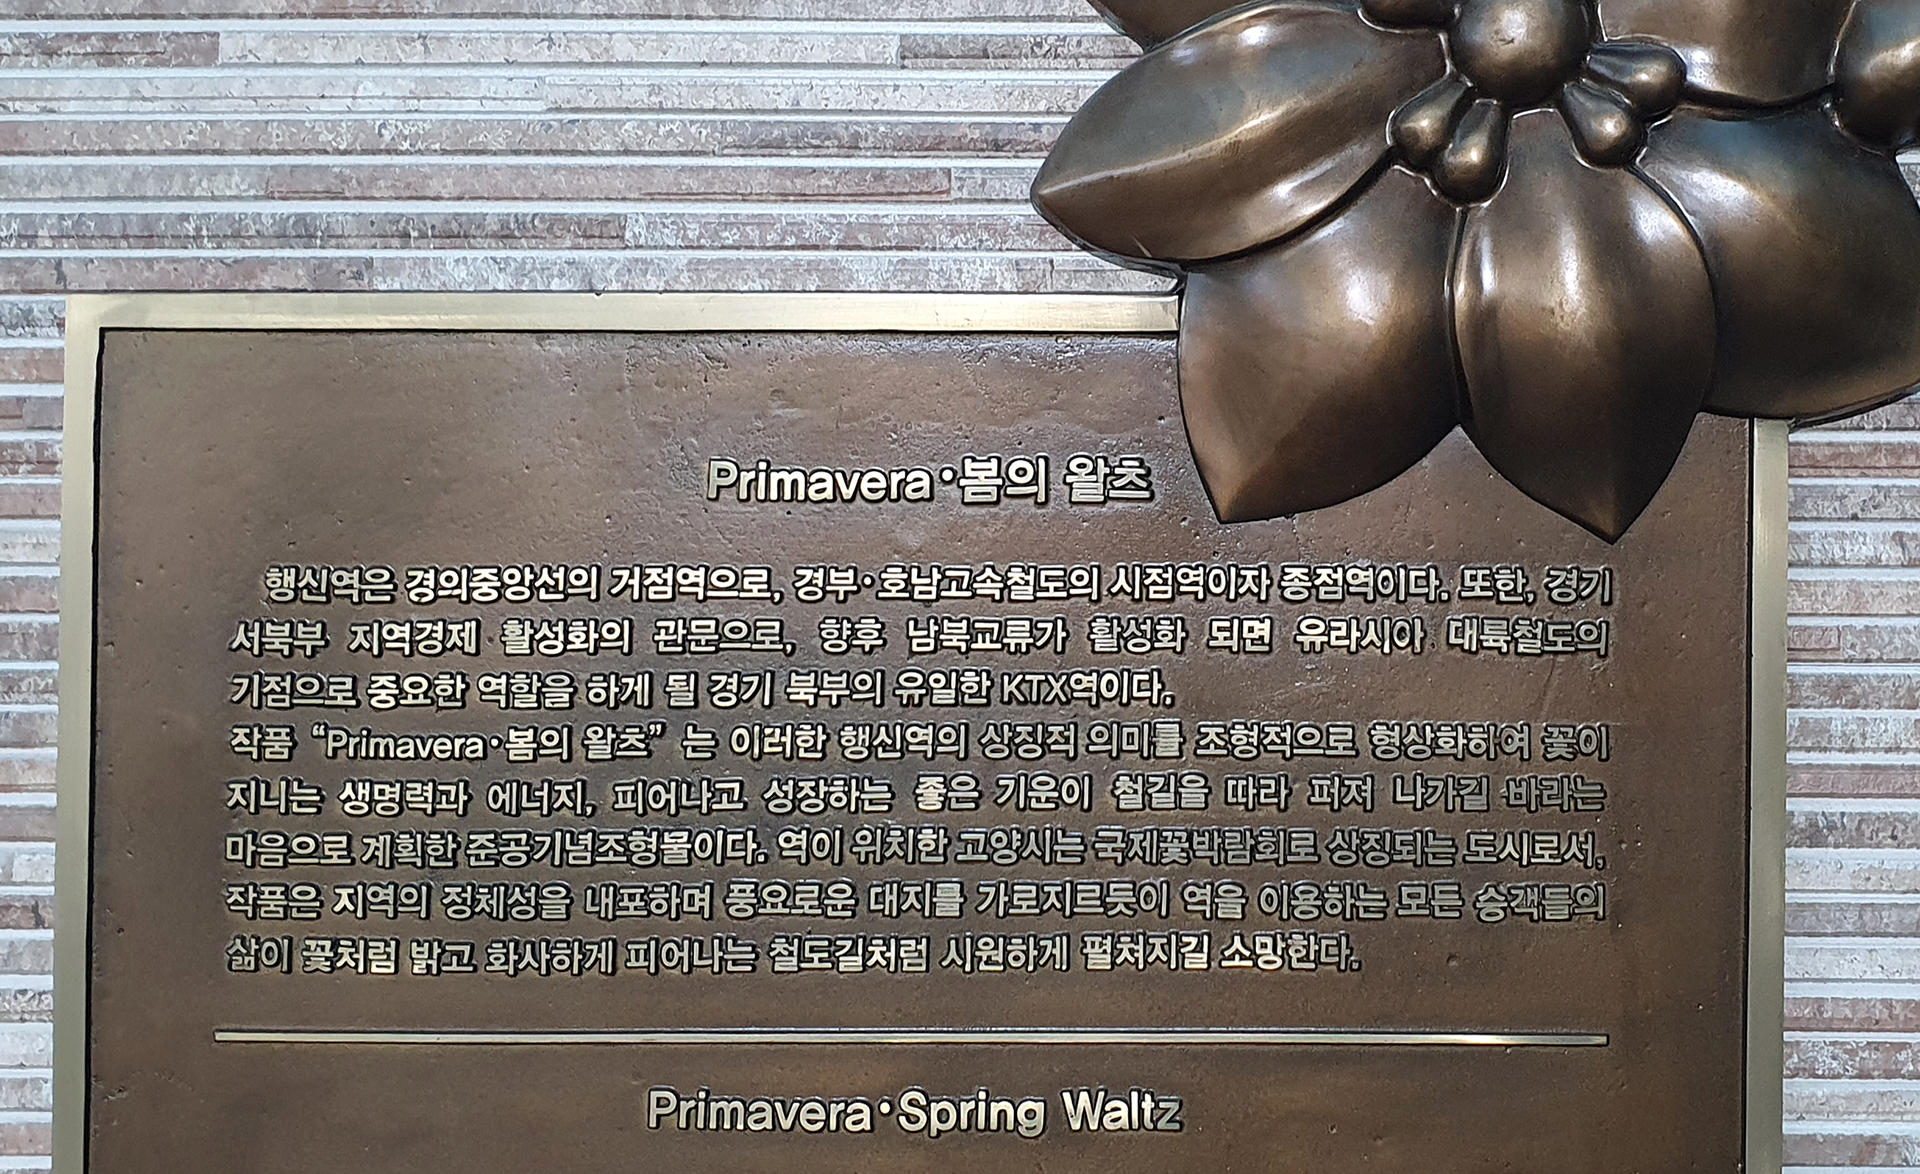 Primavera·봄의 왈츠
행신역은 경의중앙선의 거점역으로, 경부·호남고속철도의 시점역이자 종점역이다. 또한, 경기
서북부 지역경제 활성화의 관문으로, 향후 남북교류가 활성화 되면 유라시아 대륙철도의
기점으로 중요한 역할을 하게 될 경기 북부의 유일한 KTX역이다.
작품 “Primavera·봄의 왈츠” 는 이러한 행신역의 상징적 의미를 조형적으로 형상화하여 꽃이
지니는 생명력과 에너지, 피어나고 성장하는 좋은 기운이 철길을 따라 퍼져 나가길 바라는
마음으로 계획한 준공기념조형물이다. 역이 위치한 고양시는 국제꽃박람회로 상징되는 도시로서,
작품은 지역의 정체성을 내포하며 풍요로운 대지를 가로지르듯이 역을 이용하는 모든 승객들의
삶이 꽃처럼 밝고 화사하게 피어나는 철도길처럼 시원하게 펼쳐지길 소망한다.
Primavera·Spring Waltz